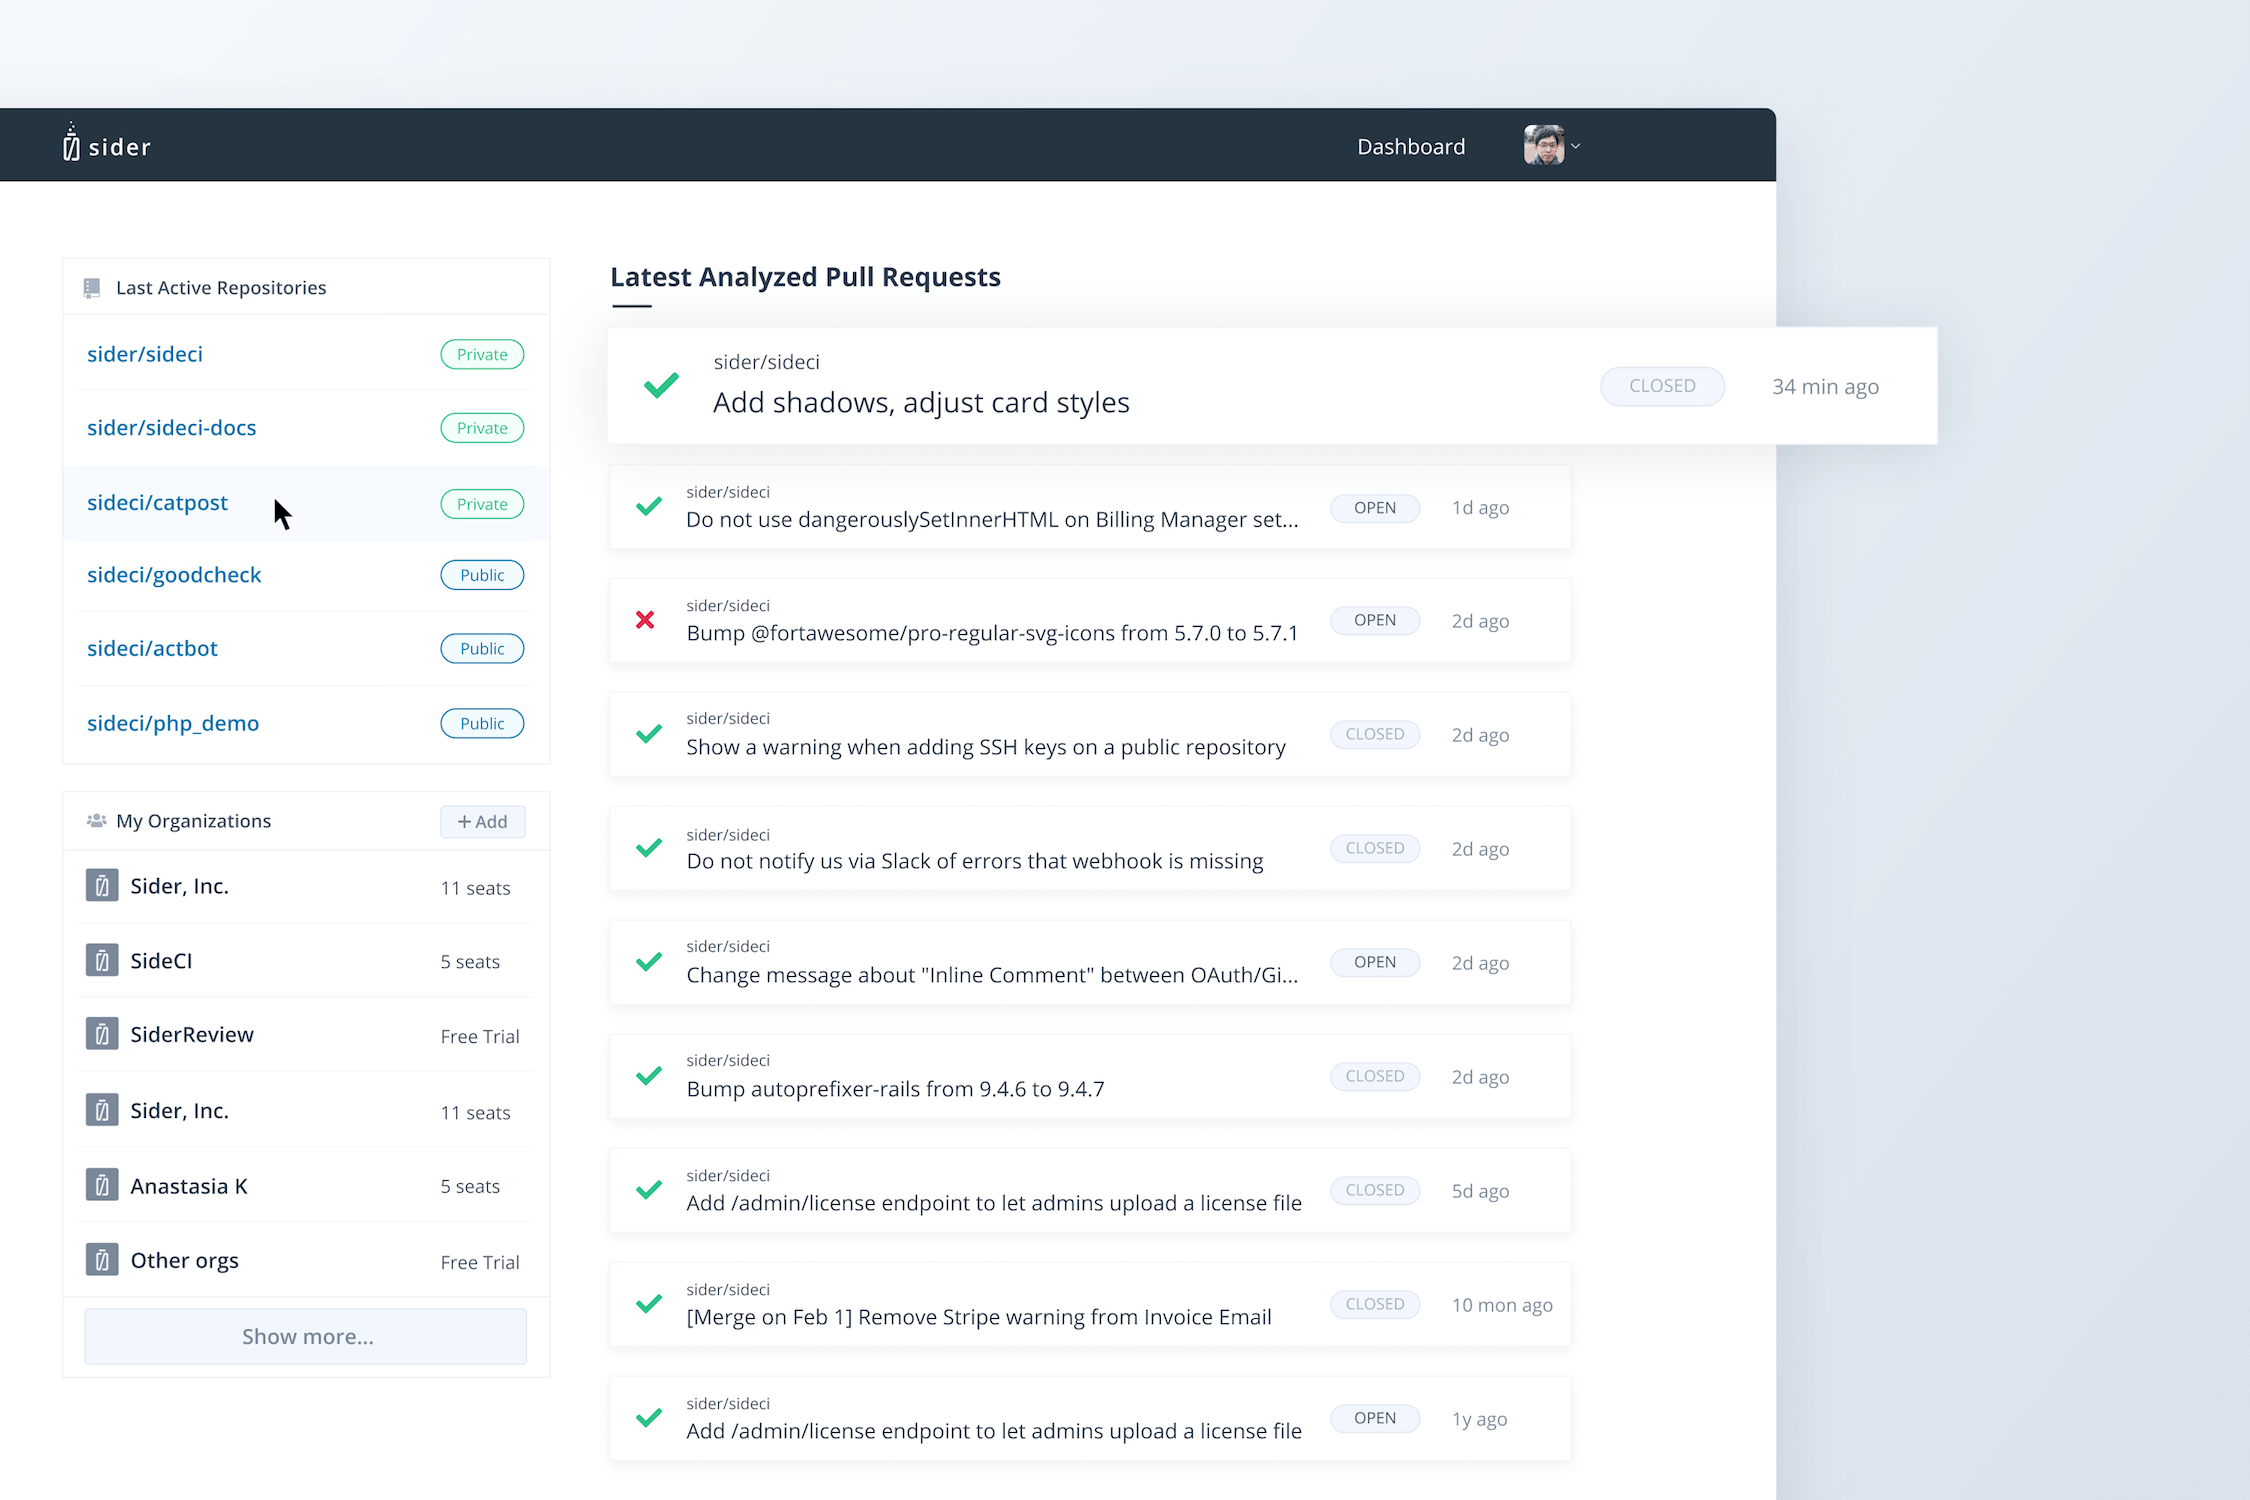 sider
Dashboard
Last Active Repositories
sider/sideci
Private
sider/sideci-docs
Private
sideci/catpost
Private
sideci/goodcheck
Public
sideci/actbot
Public
sideci/php_demo
Public
My Organizations
+ Add
Sider, Inc.
11 seats
SideCI
5 seats
SiderReview
Free Trial
Sider, Inc.
11 seats
Anastasia K
5 seats
Other orgs
Free Trial
Show more...
Latest Analyzed Pull Requests
sider/sideci
Add shadows, adjust card styles
CLOSED
34 min ago
sider/sideci
Do not use dangerouslySetInnerHTML on Billing Manager set...
OPEN
1d ago
sider/sideci
Bump @fortawesome/pro-regular-svg-icons from 5.7.0 to 5.7.1
OPEN
2d ago
sider/sideci
Show a warning when adding SSH keys on a public repository
CLOSED
2d ago
sider/sideci
Do not notify us via Slack of errors that webhook is missing
CLOSED
2d ago
sider/sideci
Change message about "Inline Comment" between OAuth/Gi...
OPEN
2d ago
sider/sideci
Bump autoprefixer-rails from 9.4.6 to 9.4.7
CLOSED
2d ago
sider/sideci
Add /admin/license endpoint to let admins upload a license file
CLOSED
5d ago
sider/sideci
[Merge on Feb 1] Remove Stripe warning from Invoice Email
CLOSED
10 mon ago
sider/sideci
Add /admin/license endpoint to let admins upload a license file
OPEN
1y ago